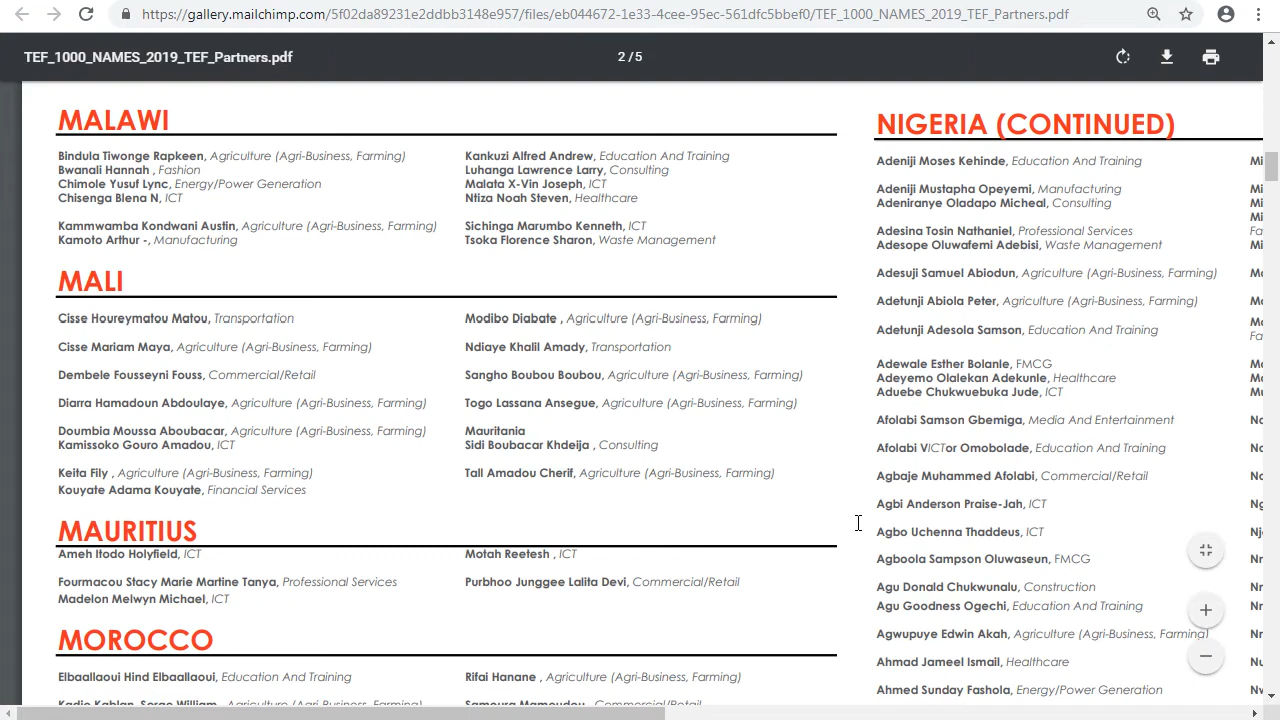 https://gallery.mailchimp.com/5f02da89231e2ddbb3148e957/files/eb044672-1e33-4cee-95ec-561dfc5bbef0/TEF_1000_NAMES_2019_TEF_Partners.pdf
TEF_1000_NAMES_2019_TEF_Partners.pdf
2 / 5
MALAWI
Bindula Tiwonge Rapkeen, Agriculture (Agri-Business, Farming)
Bwanali Hannah , Fashion
Chimole Yusuf Lync, Energy/Power Generation
Chisenga Blena N, ICT
Kammwamba Kondwani Austin, Agriculture (Agri-Business, Farming)
Kamoto Arthur -, Manufacturing
Kankuzi Alfred Andrew, Education And Training
Luhanga Lawrence Larry, Consulting
Malata X-Vin Joseph, ICT
Ntiza Noah Steven, Healthcare
Sichinga Marumbo Kenneth, ICT
Tsoka Florence Sharon, Waste Management
MALI
Cisse Houreymatou Matou, Transportation
Cisse Mariam Maya, Agriculture (Agri-Business, Farming)
Dembele Fousseyni Fouss, Commercial/Retail
Diarra Hamadoun Abdoulaye, Agriculture (Agri-Business, Farming)
Doumbia Moussa Aboubacar, Agriculture (Agri-Business, Farming)
Kamissoko Gouro Amadou, ICT
Keita Fily , Agriculture (Agri-Business, Farming)
Kouyate Adama Kouyate, Financial Services
Modibo Diabate , Agriculture (Agri-Business, Farming)
Ndiaye Khalil Amady, Transportation
Sangho Boubou Boubou, Agriculture (Agri-Business, Farming)
Togo Lassana Ansegue, Agriculture (Agri-Business, Farming)
Mauritania
Sidi Boubacar Khdeija , Consulting
Tall Amadou Cherif, Agriculture (Agri-Business, Farming)
MAURITIUS
Ameh Itodo Holyfield, ICT
Fourmacou Stacy Marie Martine Tanya, Professional Services
Madelon Melwyn Michael, ICT
Motah Reetesh , ICT
Purbhoo Junggee Lalita Devi, Commercial/Retail
MOROCCO
Elbaallaoui Hind Elbaallaoui, Education And Training
Kadio Kablan, Serge William , Agriculture (Agri-Business, Farming)
Rifai Hanane , Agriculture (Agri-Business, Farming)
Samoura Mamoudou , Commercial/Retail
NIGERIA (CONTINUED)
Adeniji Moses Kehinde, Education And Training
Adeniji Mustapha Opeyemi, Manufacturing
Adeniranye Oladapo Micheal, Consulting
Adesina Tosin Nathaniel, Professional Services
Adesope Oluwafemi Adebisi, Waste Management
Adesuji Samuel Abiodun, Agriculture (Agri-Business, Farming)
Adetunji Abiola Peter, Agriculture (Agri-Business, Farming)
Adetunji Adesola Samson, Education And Training
Adewale Esther Bolanle, FMCG
Adeyemo Olalekan Adekunle, Healthcare
Aduebe Chukwuebuka Jude, ICT
Afolabi Samson Gbemiga, Media And Entertainment
Afolabi VICTor Omobolade, Education And Training
Agbaje Muhammed Afolabi, Commercial/Retail
Agbi Anderson Praise-Jah, ICT
Agbo Uchenna Thaddeus, ICT
Agboola Sampson Oluwaseun, FMCG
Agu Donald Chukwunalu, Construction
Agu Goodness Ogechi, Education And Training
Agwupuye Edwin Akah, Agriculture (Agri-Business, Farming)
Ahmad Jameel Ismail, Healthcare
Ahmed Sunday Fashola, Energy/Power Generation